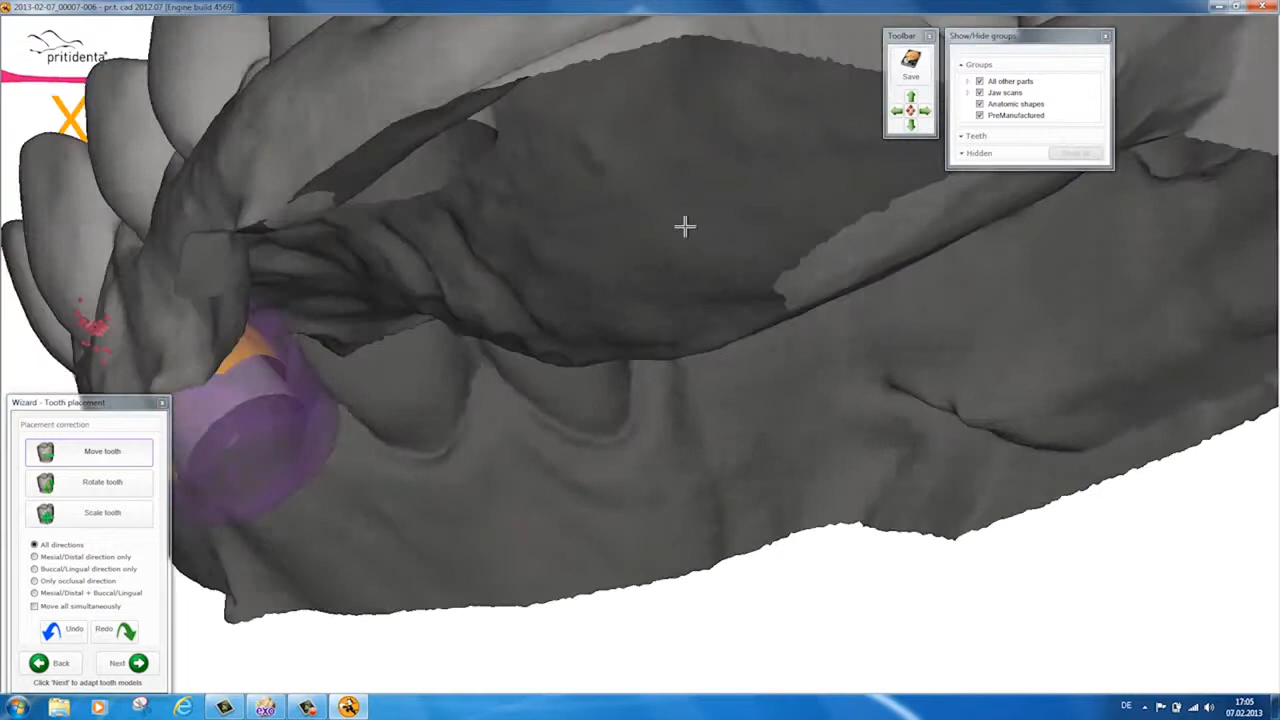 2013-02-07_00007-006 - pr.t. cad 2012.07 [Engine build 4569]
pritidenta®
X
Toolbar
Save
Show/Hide groups
Groups
All other parts
Jaw scans
Anatomic shapes
PreManufactured
Teeth
Hidden
Wizard - Tooth placement
Placement correction
Move tooth
Rotate tooth
Scale tooth
All directions
Mesial/Distal direction only
Buccal/Lingual direction only
Only occlusal direction
Mesial/Distal + Buccal/Lingual
Move all simultaneously
Undo
Redo
Back
Next
Click 'Next' to adapt tooth models
exo
DE
17:05
07.02.2013